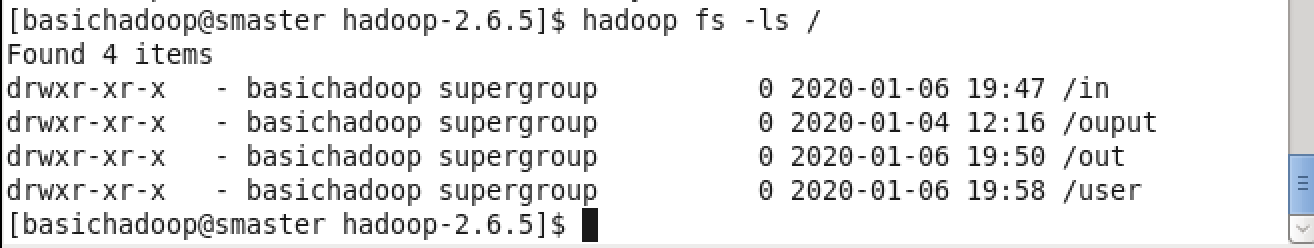 [basichadoop@smaster hadoop-2.6.5]$ hadoop fs -ls /
Found 4 items
drwxr-xr-x   - basichadoop supergroup          0 2020-01-06 19:47 /in
drwxr-xr-x   - basichadoop supergroup          0 2020-01-04 12:16 /ouput
drwxr-xr-x   - basichadoop supergroup          0 2020-01-06 19:50 /out
drwxr-xr-x   - basichadoop supergroup          0 2020-01-06 19:58 /user
[basichadoop@smaster hadoop-2.6.5]$